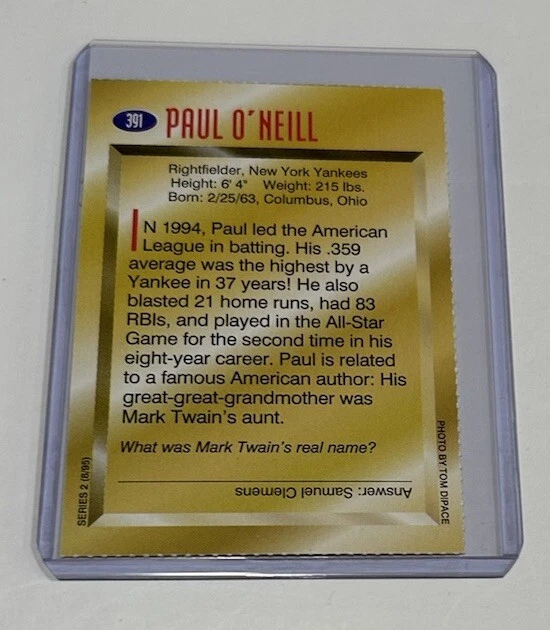 391 PAUL O'NEILL
Rightfielder, New York Yankees
Height: 6' 4" Weight: 215 lbs.
Born: 2/25/63, Columbus, Ohio
IN 1994, Paul led the American
League in batting. His .359
average was the highest by a
Yankee in 37 years! He also
blasted 21 home runs, had 83
RBIs, and played in the All-Star
Game for the second time in his
eight-year career. Paul is related
to a famous American author: His
great-great-grandmother was
Mark Twain's aunt.
What was Mark Twain's real name?
Answer: Samuel Clemens
SERIES 2 (8/95)
PHOTO BY TOM DIPACE